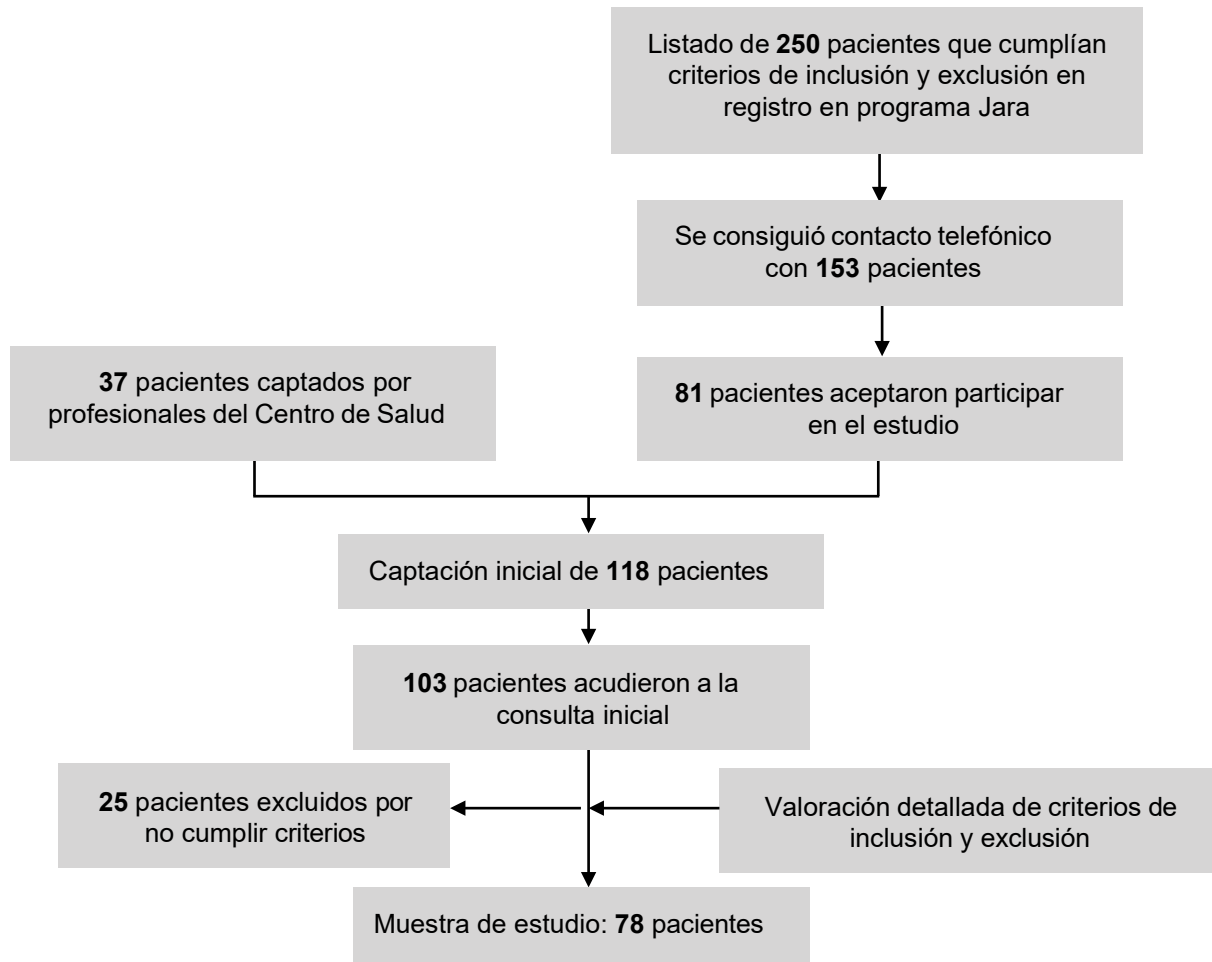 Listado de 250 pacientes que cumplían
criterios de inclusión y exclusión en
registro en programa Jara
Se consiguió contacto telefónico
con 153 pacientes
37 pacientes captados por
profesionales del Centro de Salud
81 pacientes aceptaron participar
en el estudio
Captación inicial de 118 pacientes
103 pacientes acudieron a la
consulta inicial
25 pacientes excluidos por
no cumplir criterios
Valoración detallada de criterios de
inclusión y exclusión
Muestra de estudio: 78 pacientes